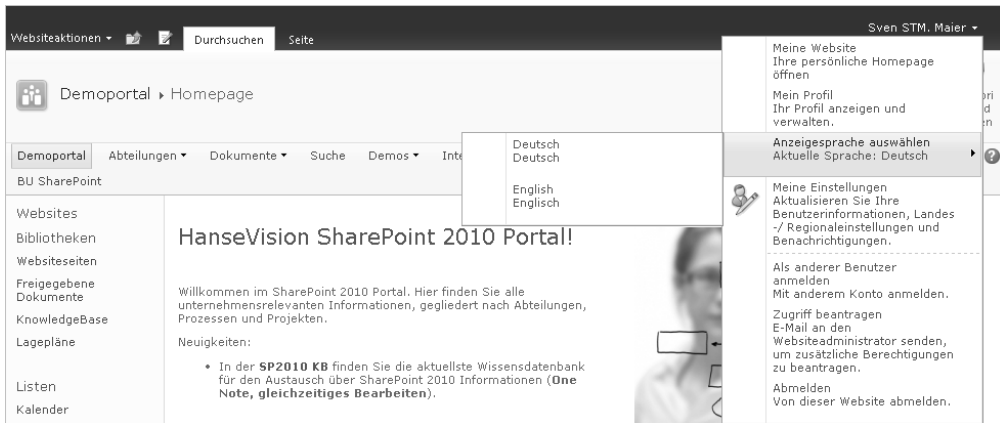 Websiteaktionen
Durchsuchen
Seite
Sven STM. Maier
Demoportal
Homepage
Demoportal
Abteilungen
Dokumente
Suche
Demos
BU SharePoint
Meine Website
Ihre persönliche Homepage
öffnen
Mein Profil
Ihr Profil anzeigen und
verwalten.
Anzeigesprache auswählen
Aktuelle Sprache: Deutsch
Deutsch
Deutsch
English
Englisch
Meine Einstellungen
Aktualisieren Sie Ihre
Benutzerinformationen, Landes
-/ Regionaleinstellungen und
Benachrichtigungen.
Als anderer Benutzer
anmelden
Mit anderem Konto anmelden.
Zugriff beantragen
E-Mail an den
Websiteadministrator senden,
um zusätzliche Berechtigungen
zu beantragen.
Abmelden
Von dieser Website abmelden.
Websites
Bibliotheken
Websiteseiten
Freigegebene
Dokumente
KnowledgeBase
Lagepläne
Listen
Kalender
HanseVision SharePoint 2010 Portal!
Willkommen im SharePoint 2010 Portal. Hier finden Sie alle
unternehmensrelevanten Informationen, gegliedert nach Abteilungen,
Prozessen und Projekten.
Neuigkeiten:
• In der SP2010 KB finden Sie die aktuellste Wissensdatenbank
für den Austausch über SharePoint 2010 Informationen (One
Note, gleichzeitiges Bearbeiten).